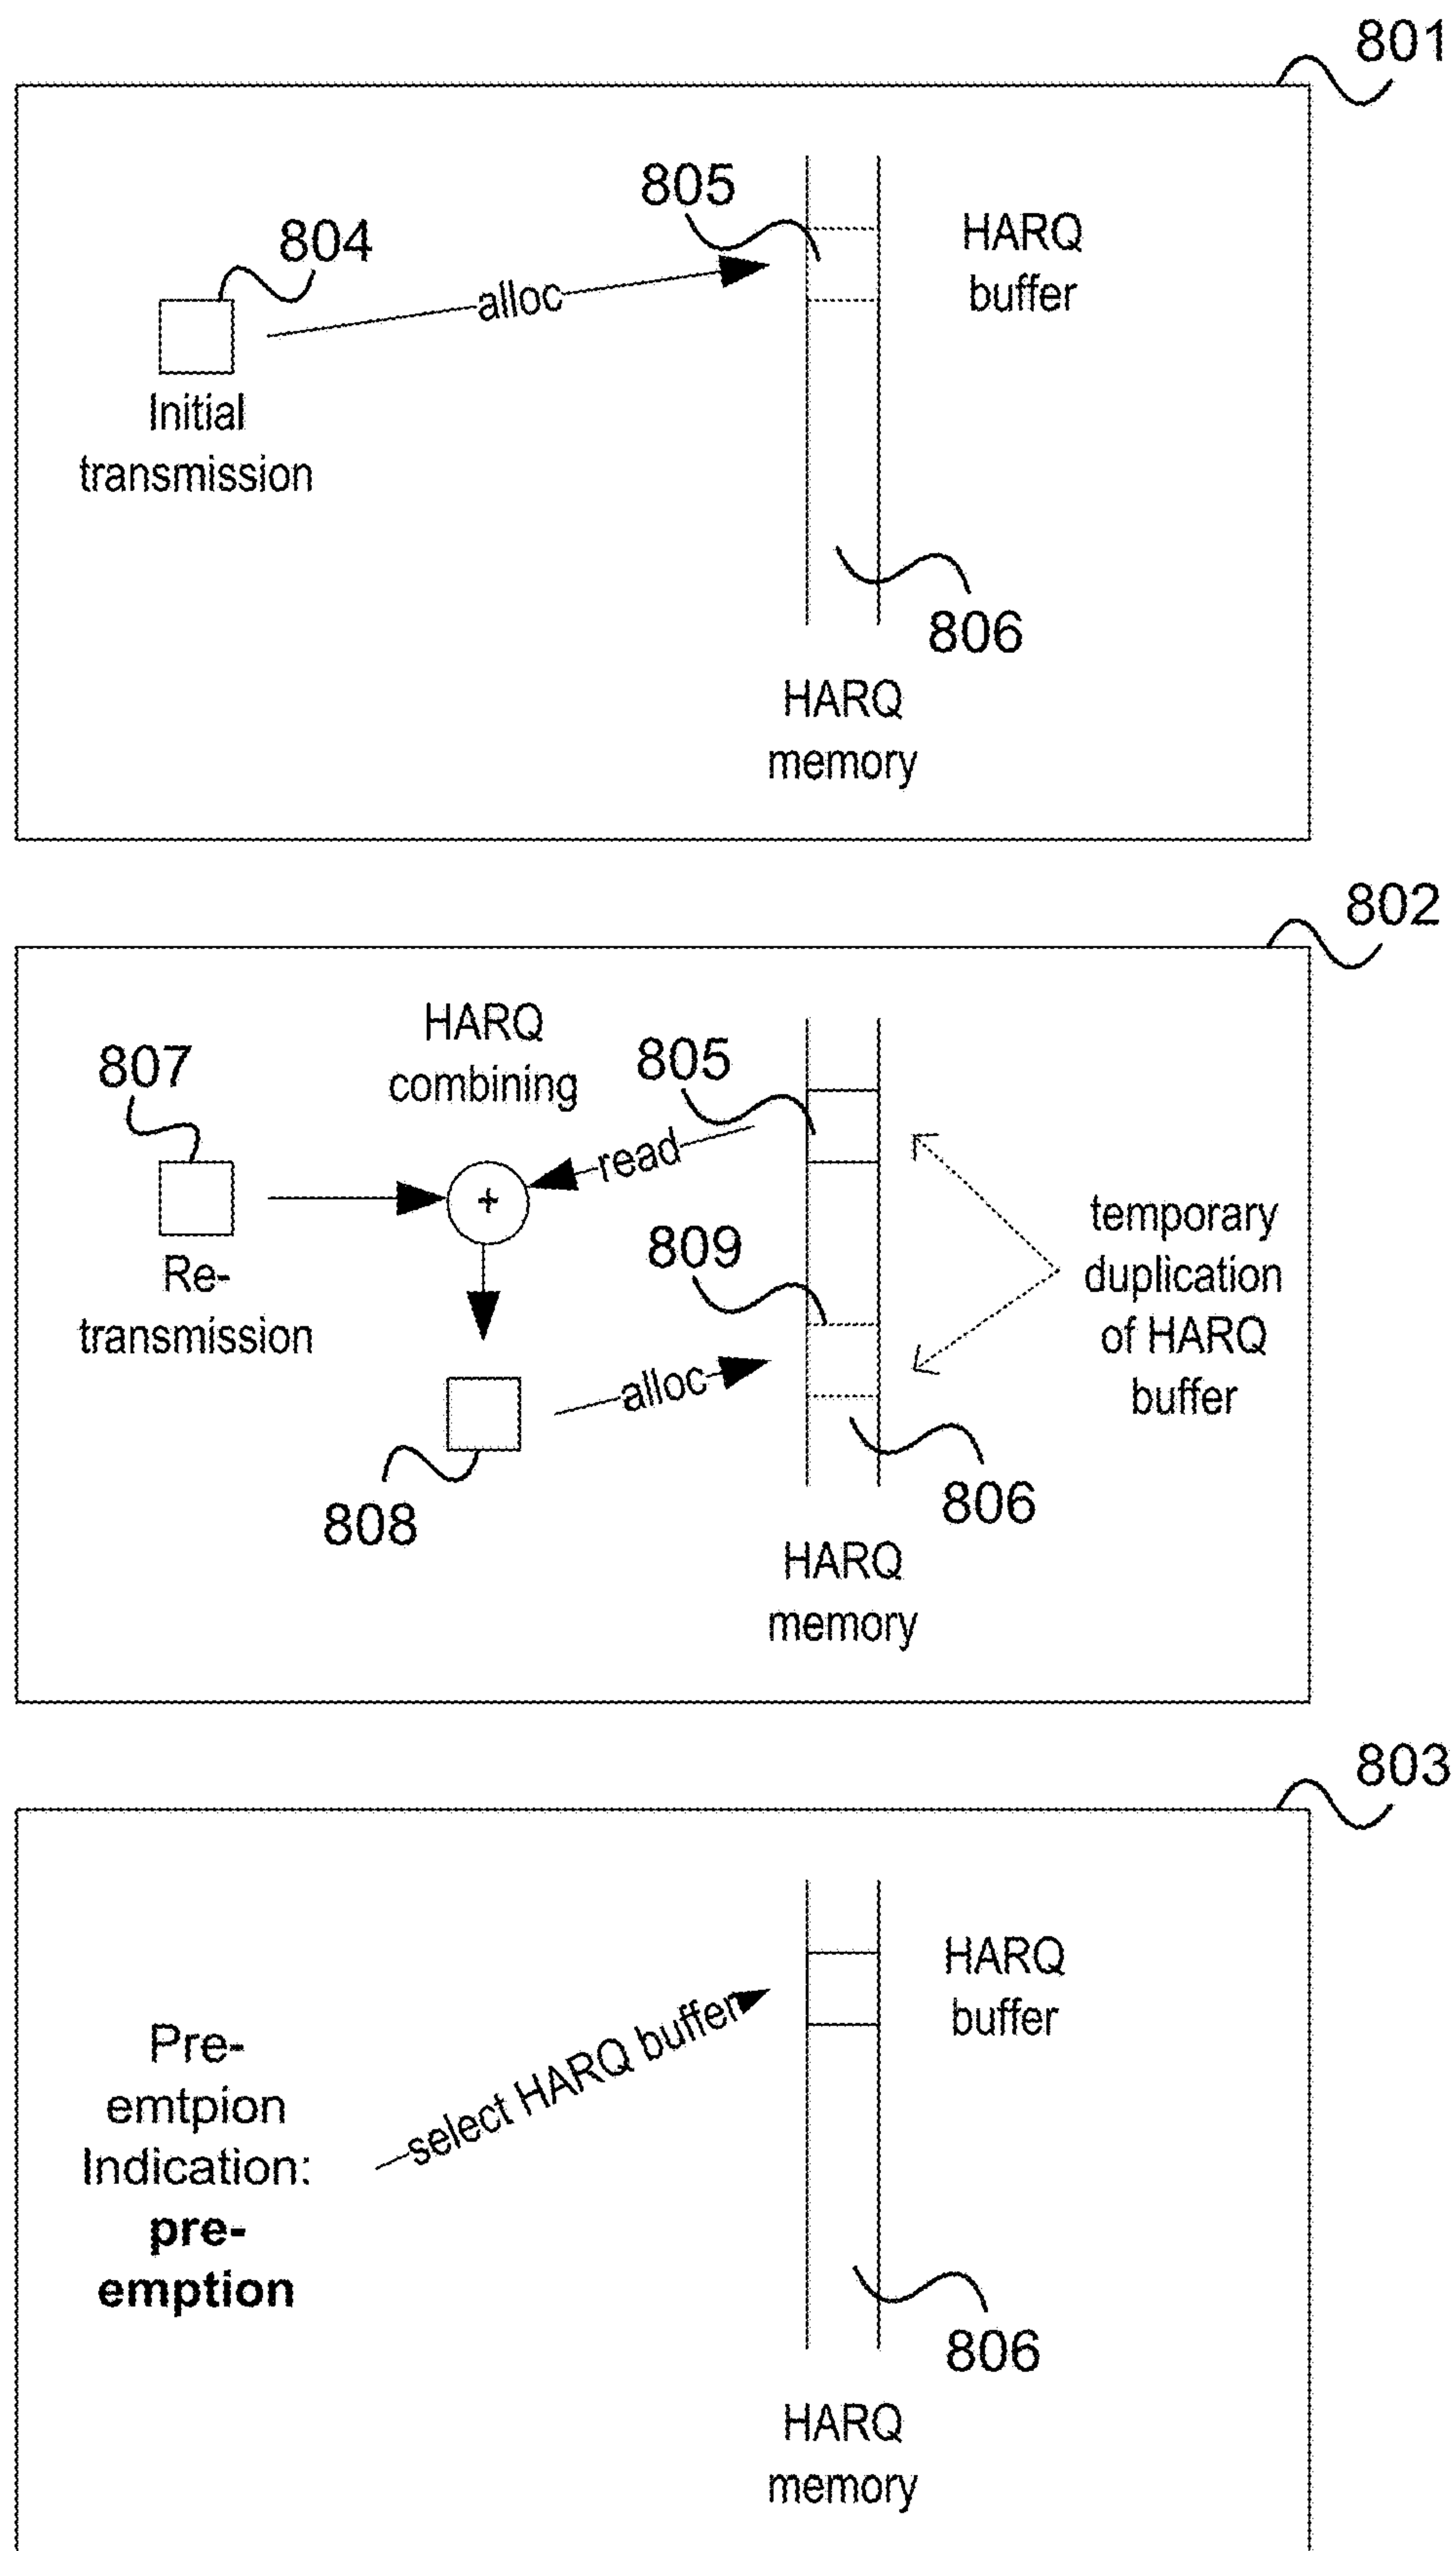 801
805
804
HARQ
buffer
alloc
Initial
transmission
806
HARQ
memory
802
HARQ
combining
807
805
read
+
temporary
duplication
of HARQ
buffer
809
Re-
transmission
alloc
808
806
HARQ
memory
803
HARQ
buffer
select HARQ buffer
Pre-
emtpion
Indication:
pre-
emption
806
HARQ
memory